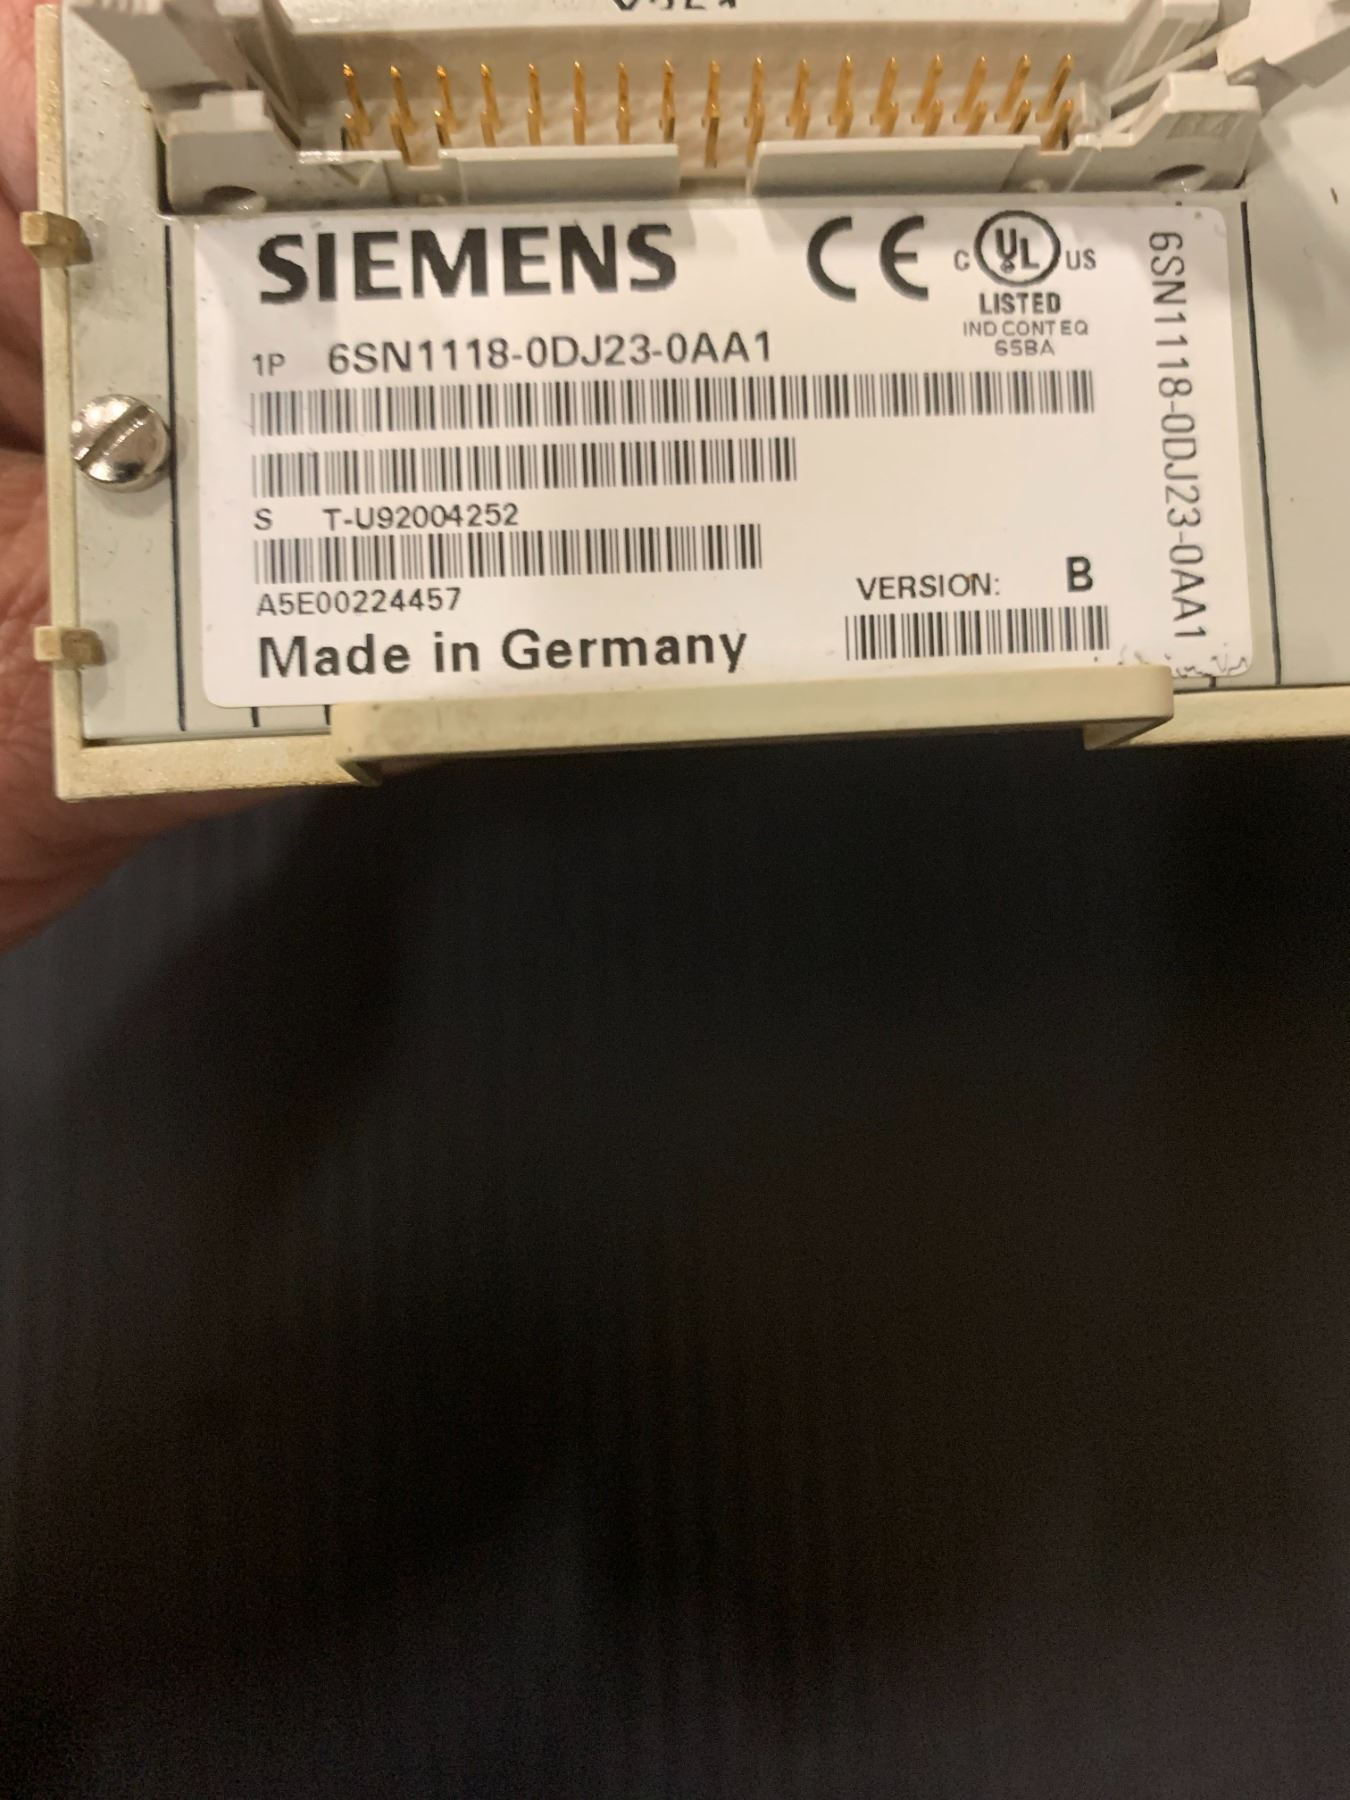 SIEMENS
CE
C UL US
LISTED
IND CONT EQ
65BA
1P 6SN1118-0DJ23-0AA1
S T-U92004252
A5E00224457
VERSION: B
Made in Germany
6SN1118-0DJ23-0AA1